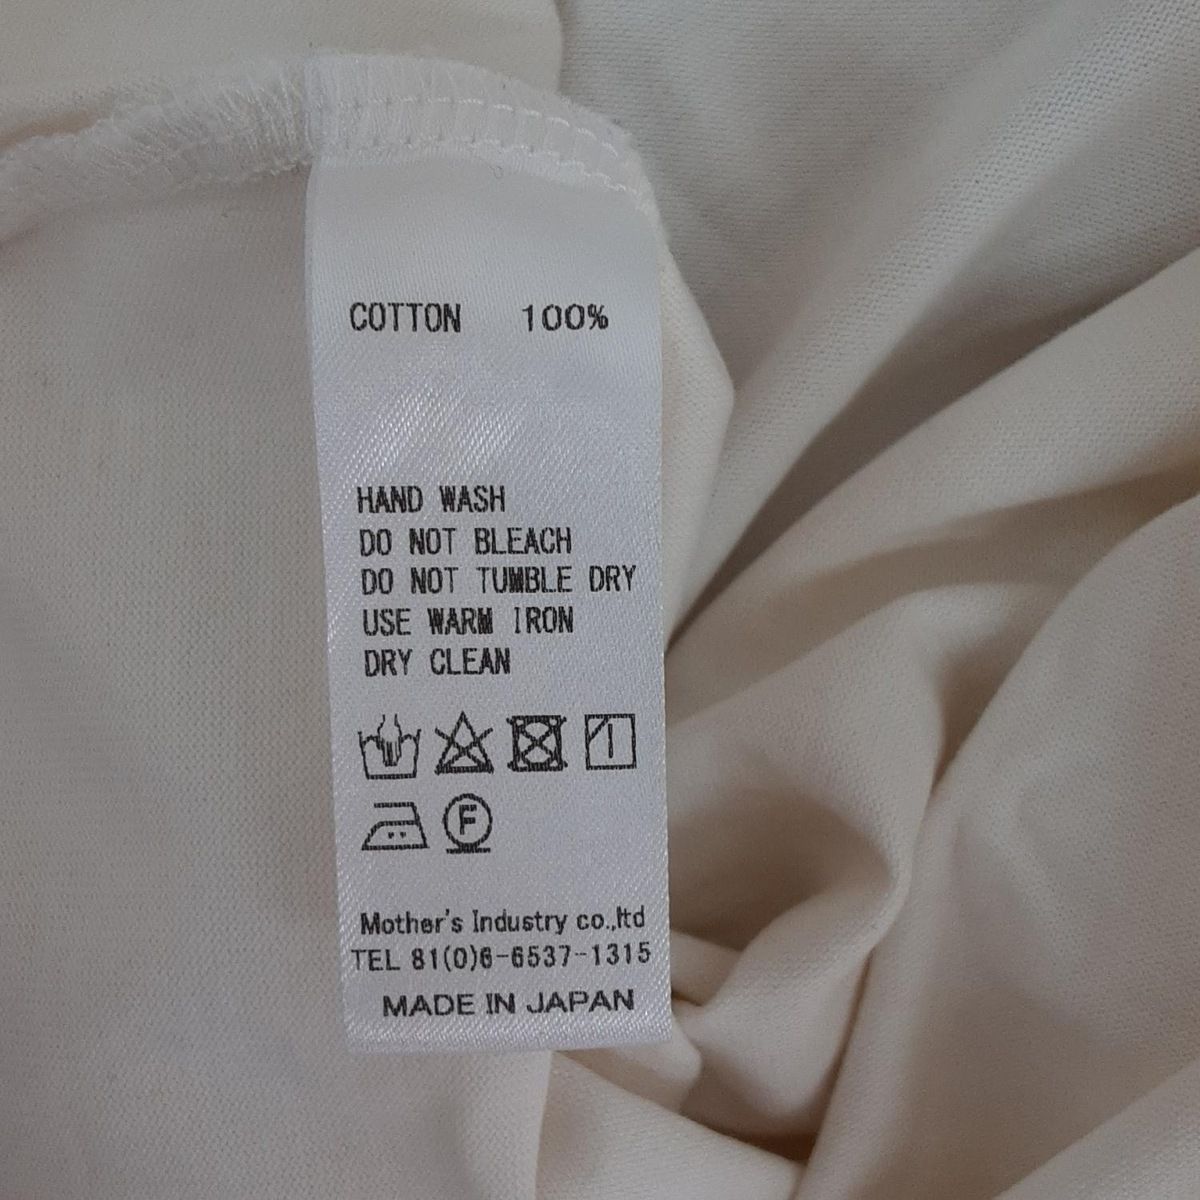 COTTON 100%
HAND WASH
DO NOT BLEACH
DO NOT TUMBLE DRY
USE WARM IRON
DRY CLEAN
F
Mother's Industry co.,ltd
TEL 81(0)6-6537-1315
MADE IN JAPAN